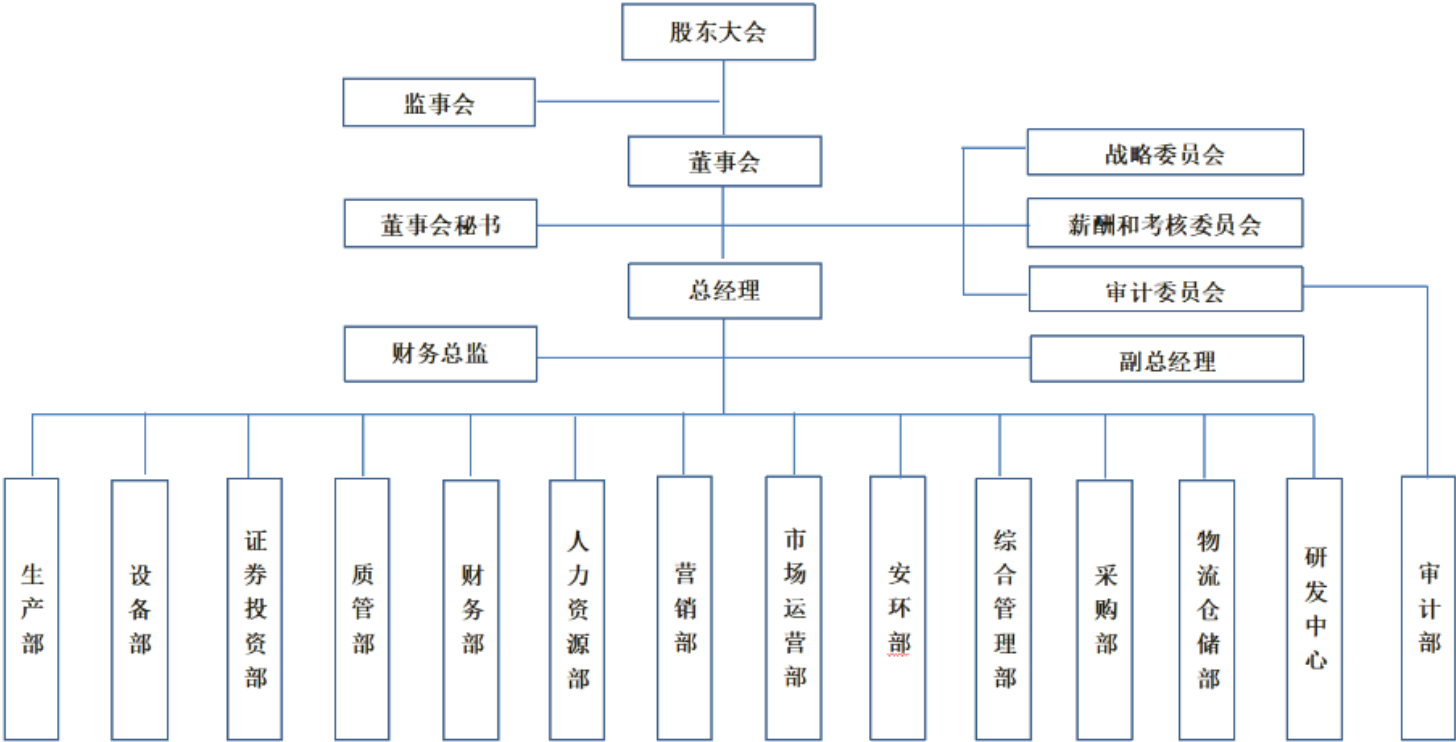 股东大会
监事会
董事会
战略委员会
董事会秘书
薪酬和考核委员会
总经理
审计委员会
财务总监
副总经理
生产部
设备部
证券投资部
质管部
财务部
人力资源部
营销部
市场运营部
安环部
综合管理部
采购部
物流仓储部
研发中心
审计部